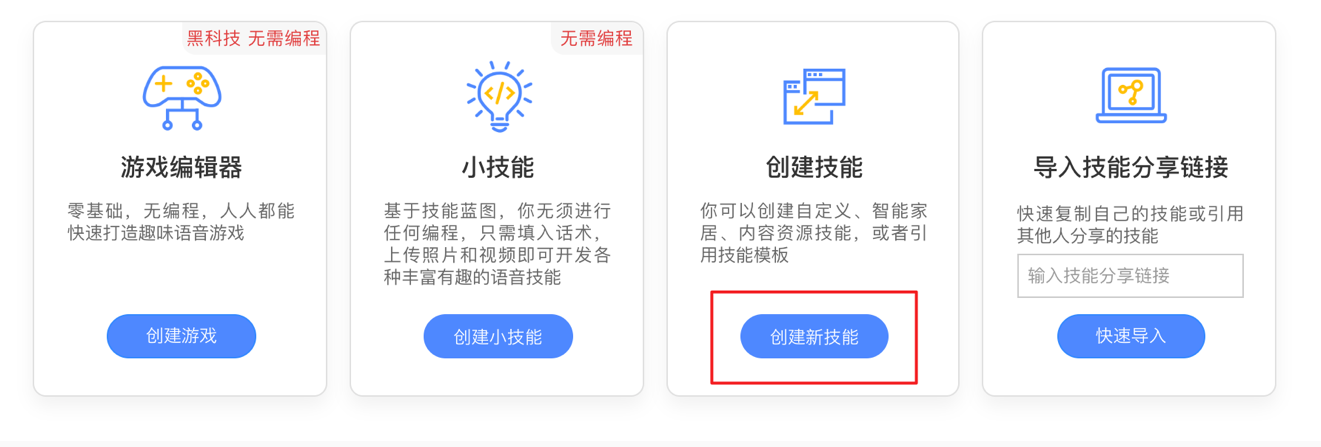 黑科技 无需编程
游戏编辑器
零基础，无编程，人人都能
快速打造趣味语音游戏
创建游戏
无需编程
小技能
基于技能蓝图，你无须进行
任何编程，只需填入话术，
上传照片和视频即可开发各
种丰富有趣的语音技能
创建小技能
创建技能
你可以创建自定义、智能家
居、内容资源技能，或者引
用技能模板
创建新技能
导入技能分享链接
快速复制自己的技能或引用
其他人分享的技能
输入技能分享链接
快速导入